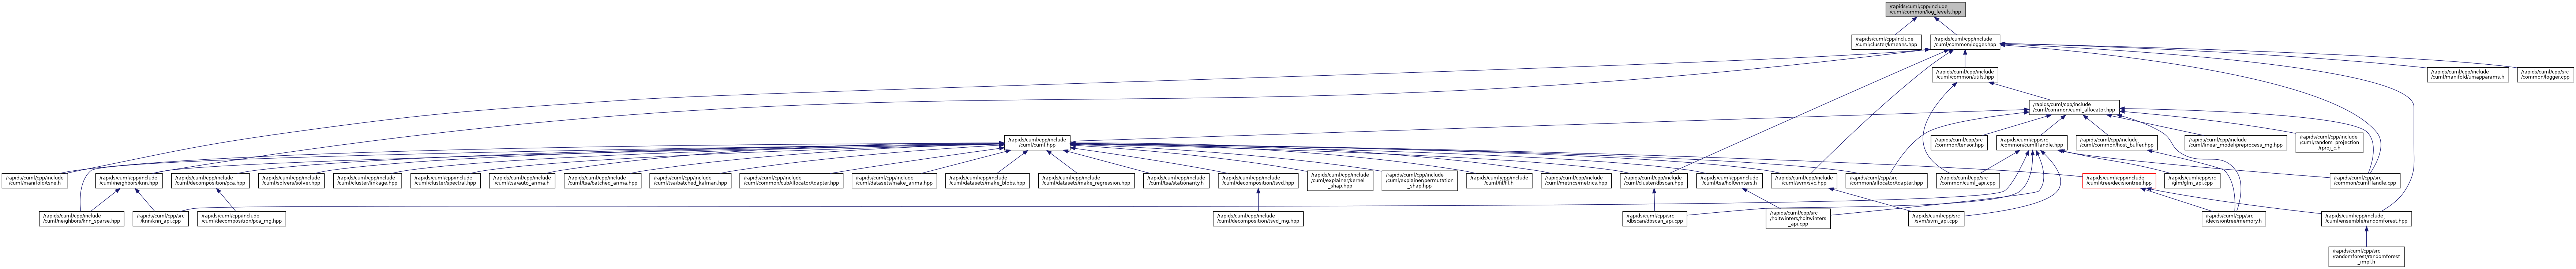 /rapids/cuml/cpp/include
/cuml/common/log_levels.hpp
/rapids/cuml/cpp/include
/cuml/cluster/kmeans.hpp
/rapids/cuml/cpp/include
/cuml/common/logger.hpp
/rapids/cuml/cpp/include
/cuml/common/utils.hpp
/rapids/cuml/cpp/include
/cuml/manifold/umapparams.h
/rapids/cuml/cpp/src
/common/logger.cpp
/rapids/cuml/cpp/include
/cuml/common/cuml_allocator.hpp
/rapids/cuml/cpp/include
/cuml/cuml.hpp
/rapids/cuml/cpp/src
/common/tensor.hpp
/rapids/cuml/cpp/src
/common/cumlHandle.hpp
/rapids/cuml/cpp/include
/cuml/common/host_buffer.hpp
/rapids/cuml/cpp/include
/cuml/linear_model/preprocess_mg.hpp
/rapids/cuml/cpp/include
/cuml/random_projection
/rproj_c.h
/rapids/cuml/cpp/include
/cuml/manifold/tsne.h
/rapids/cuml/cpp/include
/cuml/neighbors/knn.hpp
/rapids/cuml/cpp/include
/cuml/decomposition/pca.hpp
/rapids/cuml/cpp/include
/cuml/solvers/solver.hpp
/rapids/cuml/cpp/include
/cuml/cluster/linkage.hpp
/rapids/cuml/cpp/include
/cuml/cluster/spectral.hpp
/rapids/cuml/cpp/include
/cuml/tsa/auto_arima.h
/rapids/cuml/cpp/include
/cuml/tsa/batched_arima.hpp
/rapids/cuml/cpp/include
/cuml/tsa/batched_kalman.hpp
/rapids/cuml/cpp/include
/cuml/common/cubAllocatorAdapter.hpp
/rapids/cuml/cpp/include
/cuml/datasets/make_arima.hpp
/rapids/cuml/cpp/include
/cuml/datasets/make_blobs.hpp
/rapids/cuml/cpp/include
/cuml/datasets/make_regression.hpp
/rapids/cuml/cpp/include
/cuml/tsa/stationarity.h
/rapids/cuml/cpp/include
/cuml/decomposition/tsvd.hpp
/rapids/cuml/cpp/include
/cuml/explainer/kernel
_shap.hpp
/rapids/cuml/cpp/include
/cuml/explainer/permutation
_shap.hpp
/rapids/cuml/cpp/include
/cuml/fil/fil.h
/rapids/cuml/cpp/include
/cuml/metrics/metrics.hpp
/rapids/cuml/cpp/include
/cuml/cluster/dbscan.hpp
/rapids/cuml/cpp/include
/cuml/tsa/holtwinters.h
/rapids/cuml/cpp/include
/cuml/svm/svc.hpp
/rapids/cuml/cpp/src
/common/allocatorAdapter.hpp
/rapids/cuml/cpp/src
/common/cuml_api.cpp
/rapids/cuml/cpp/include
/cuml/tree/decisiontree.hpp
/rapids/cuml/cpp/src
/glm/glm_api.cpp
/rapids/cuml/cpp/src
/common/cumlHandle.cpp
/rapids/cuml/cpp/include
/cuml/neighbors/knn_sparse.hpp
/rapids/cuml/cpp/src
/knn/knn_api.cpp
/rapids/cuml/cpp/include
/cuml/decomposition/pca_mg.hpp
/rapids/cuml/cpp/include
/cuml/decomposition/tsvd_mg.hpp
/rapids/cuml/cpp/src
/dbscan/dbscan_api.cpp
/rapids/cuml/cpp/src
/holtwinters/holtwinters
_api.cpp
/rapids/cuml/cpp/src
/svm/svm_api.cpp
/rapids/cuml/cpp/src
/decisiontree/memory.h
/rapids/cuml/cpp/include
/cuml/ensemble/randomforest.hpp
/rapids/cuml/cpp/src
/randomforest/randomforest
_impl.h